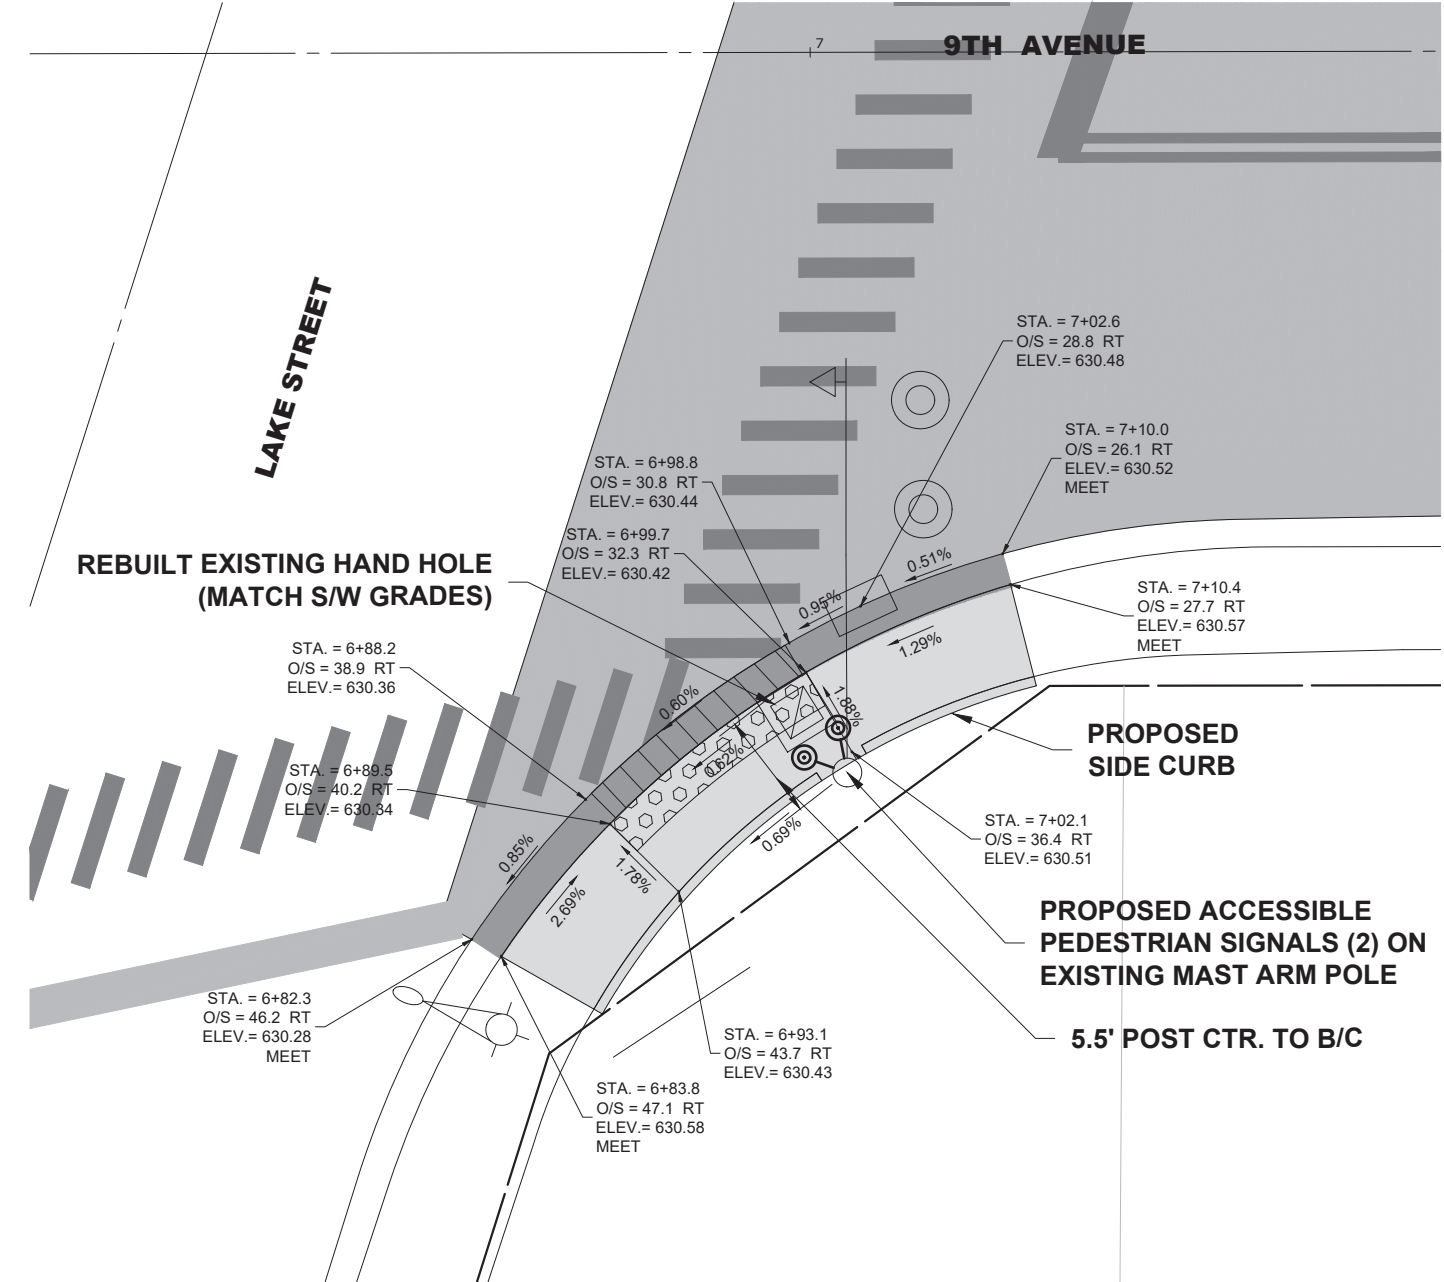 7
9TH AVENUE
LAKE STREET
STA. = 7+02.6
O/S = 28.8 RT
ELEV.= 630.48
STA. = 7+10.0
O/S = 26.1 RT
ELEV.= 630.52
MEET
STA. = 6+98.8
O/S = 30.8 RT
ELEV.= 630.44
STA. = 6+99.7
O/S = 32.3 RT
ELEV.= 630.42
REBUILT EXISTING HAND HOLE
(MATCH S/W GRADES)
0.51%
0.95%
STA. = 7+10.4
O/S = 27.7 RT
ELEV.= 630.57
MEET
1.29%
STA. = 6+88.2
O/S = 38.9 RT
ELEV.= 630.36
0.60%
1.88%
0.62%
PROPOSED
SIDE CURB
STA. = 6+89.5
O/S = 40.2 RT
ELEV.= 630.34
0.69%
STA. = 7+02.1
O/S = 36.4 RT
ELEV.= 630.51
0.85%
1.78%
2.69%
PROPOSED ACCESSIBLE
PEDESTRIAN SIGNALS (2) ON
EXISTING MAST ARM POLE
STA. = 6+82.3
O/S = 46.2 RT
ELEV.= 630.28
MEET
STA. = 6+93.1
O/S = 43.7 RT
ELEV.= 630.43
5.5' POST CTR. TO B/C
STA. = 6+83.8
O/S = 47.1 RT
ELEV.= 630.58
MEET